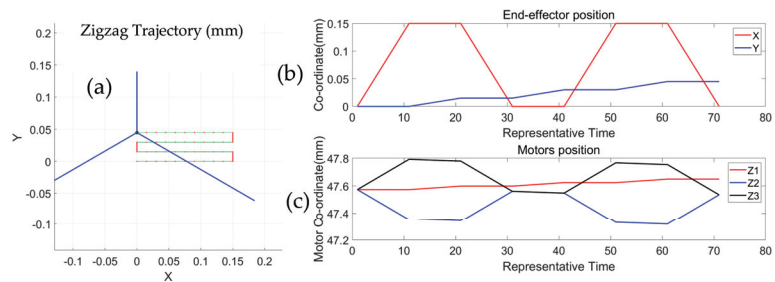 Zigzag Trajectory (mm)
(a)
Y
0.2
0.15
0.1
0.05
0
-0.05
-0.1
-0.1
-0.05
0
0.05
0.1
0.15
0.2
X
(b)
End-effector position
Co-ordinate(mm)
0.15
0.1
0.05
0
0 10 20 30 40 50 60 70 80
Representative Time
X
Y
(c)
Motors position
Motor Co-ordinate(mm)
47.8
47.6
47.4
47.2
0 10 20 30 40 50 60 70 80
Representative Time
Z1
Z2
Z3